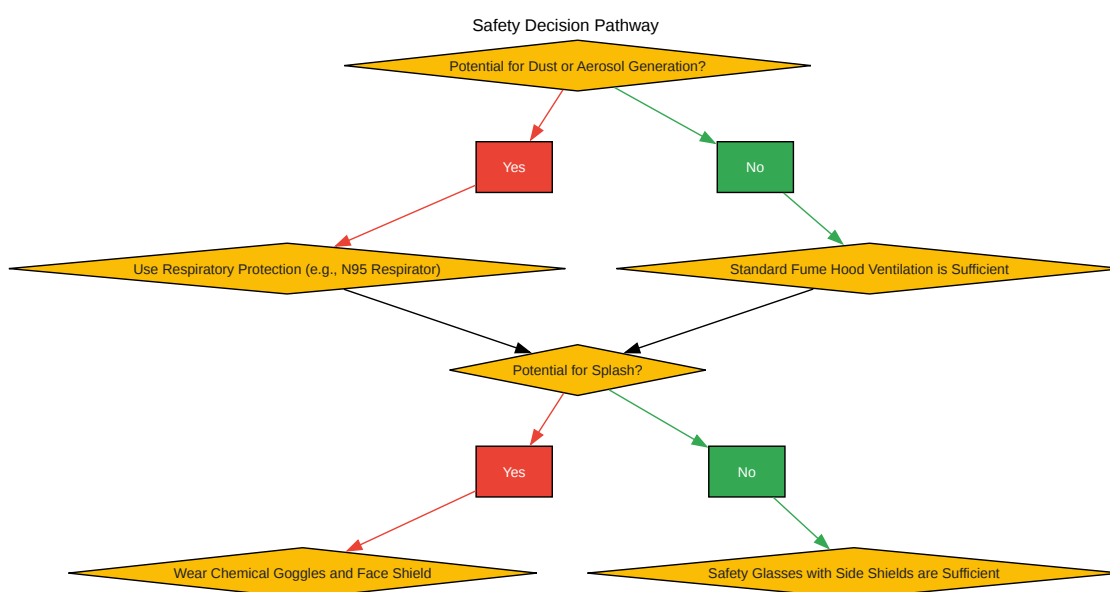 Safety Decision Pathway
Potential for Dust or Aerosol Generation?
Yes
No
Use Respiratory Protection (e.g., N95 Respirator)
Standard Fume Hood Ventilation is Sufficient
Potential for Splash?
Yes
No
Wear Chemical Goggles and Face Shield
Safety Glasses with Side Shields are Sufficient